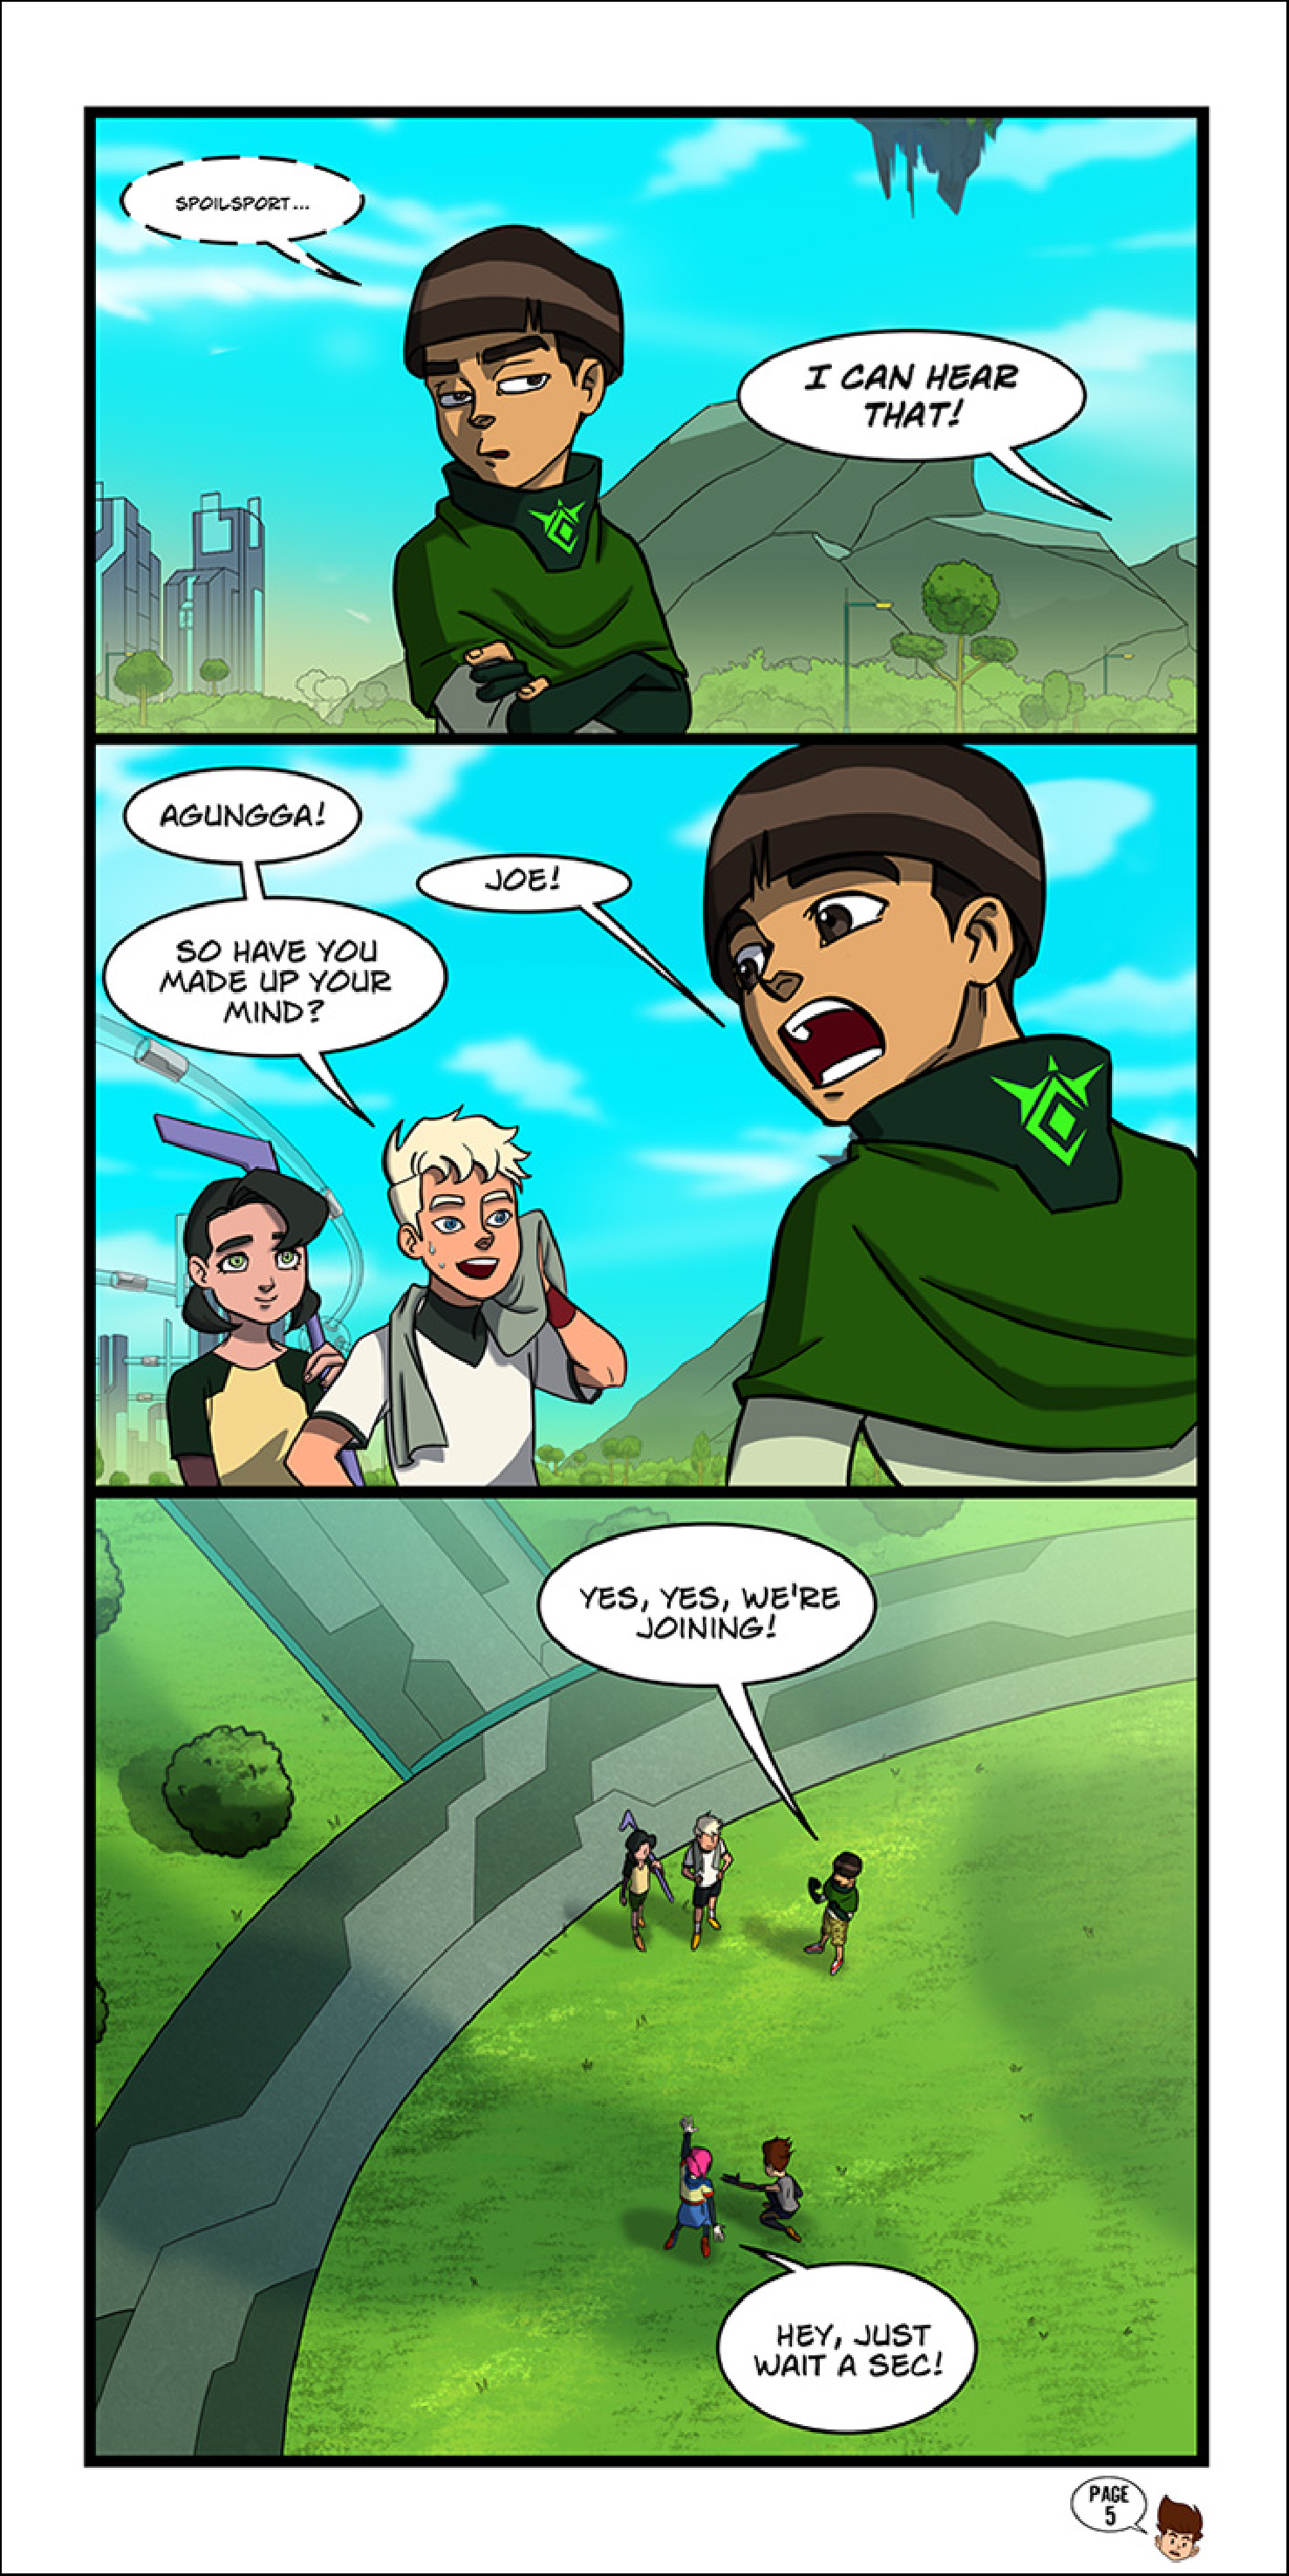 SPOILSPORT...
I CAN HEAR
THAT!
AGUNGGA!
JOE!
SO HAVE YOU
MADE UP YOUR
MIND?
YES, YES, WE'RE
JOINING!
HEY, JUST
WAIT A SEC!
PAGE
5